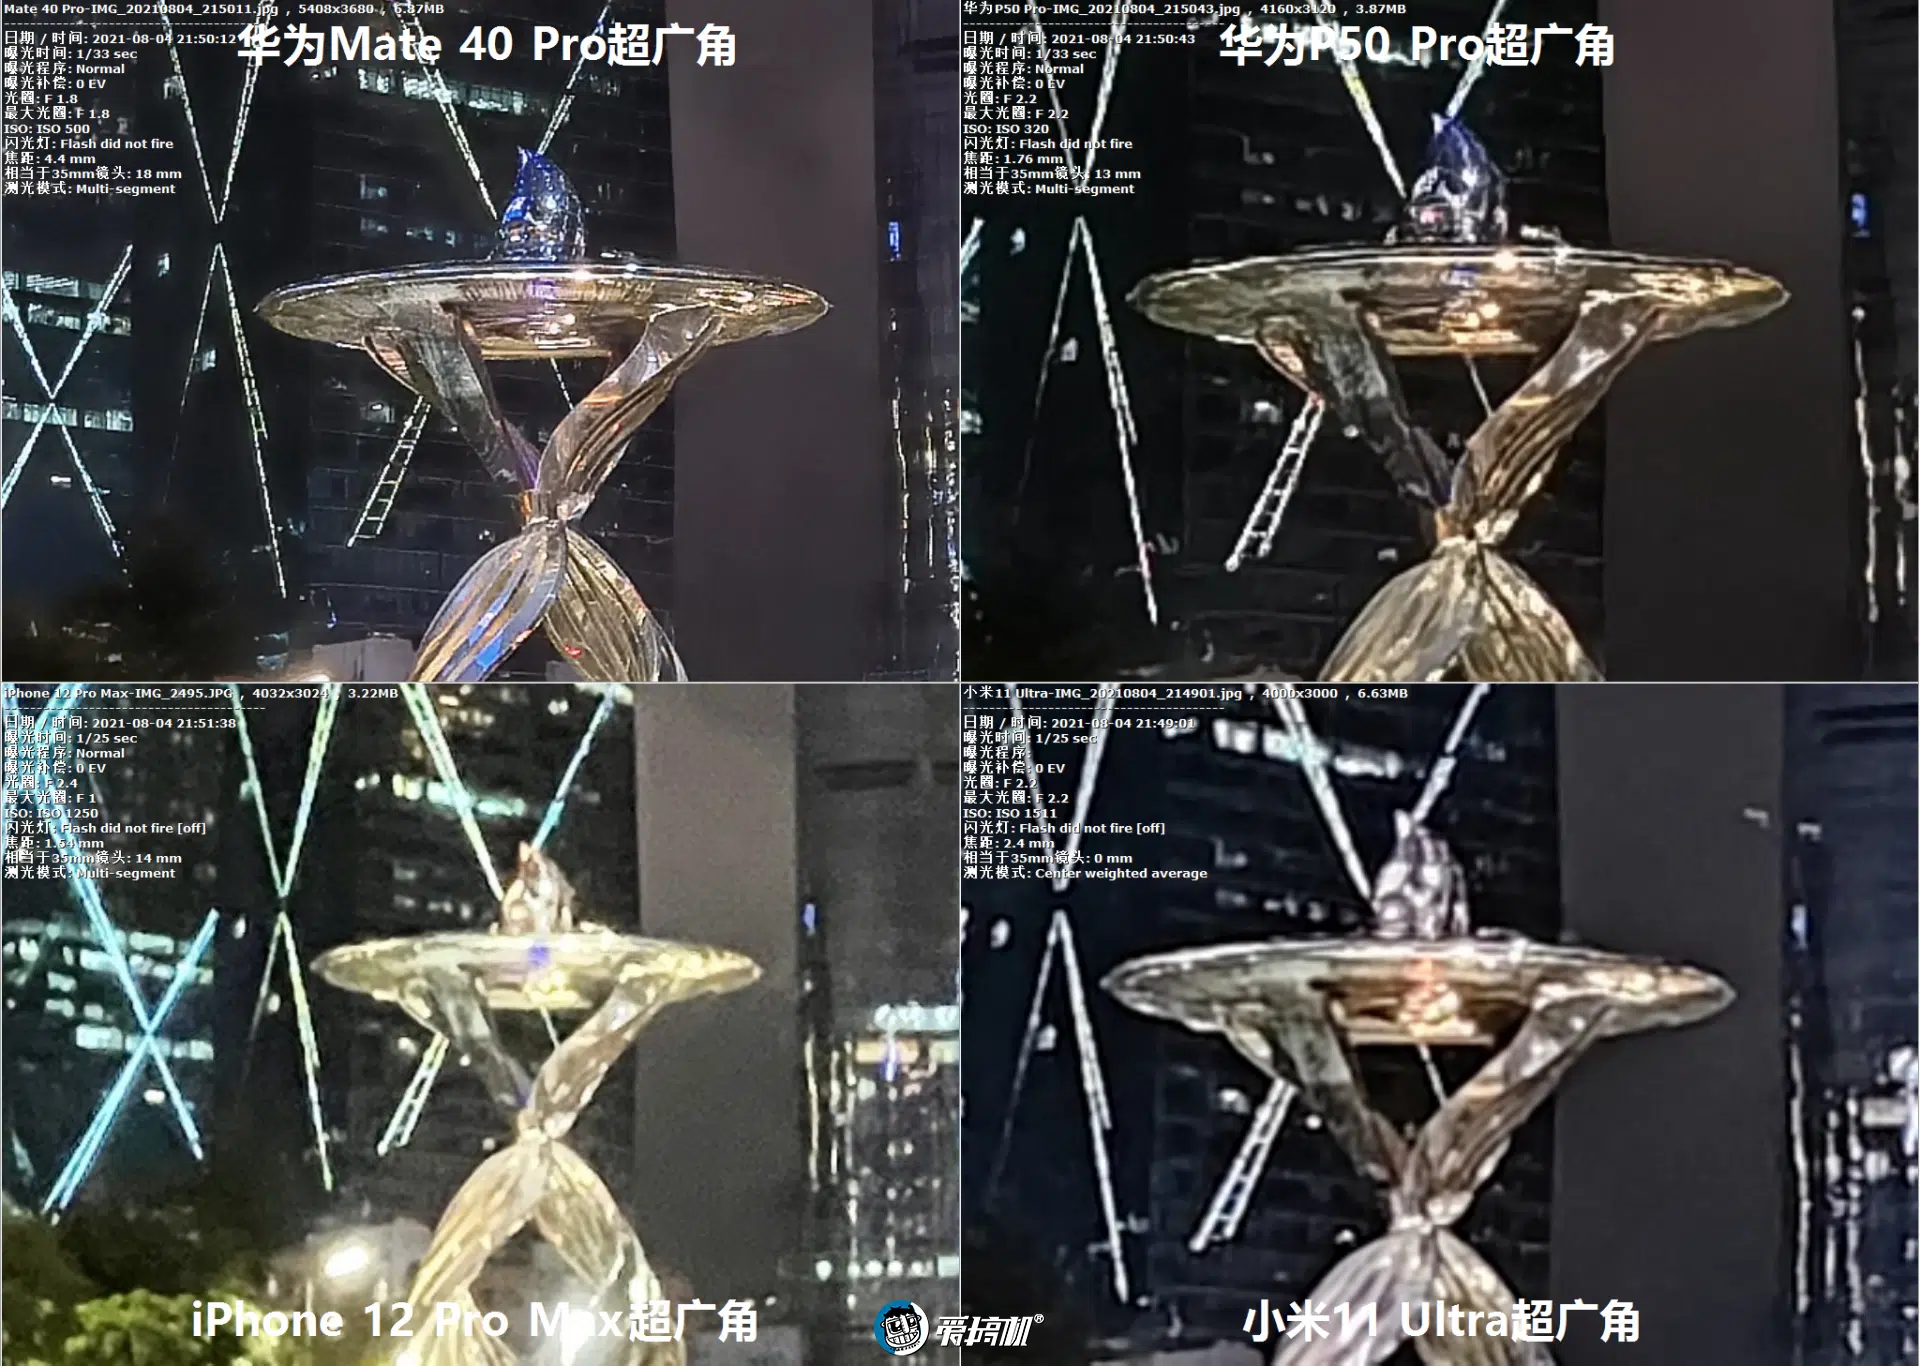 Mate 40 Pro-IMG_20210804_215011.jpg , 5408x3680 , 6.87MB
日期 / 时间: 2021-08-04 21:50:12
曝光时间: 1/33 sec
曝光程序: Normal
曝光补偿: 0 EV
光圈: F 1.8
最大光圈: F 1.8
ISO: ISO 500
闪光灯: Flash did not fire
焦距: 4.4 mm
相当于35mm镜头: 18 mm
测光模式: Multi-segment
华为Mate 40 Pro超广角
华为P50 Pro-IMG_20210804_215043.jpg , 4160x3120 , 3.87MB
日期 / 时间: 2021-08-04 21:50:43
曝光时间: 1/33 sec
曝光程序: Normal
曝光补偿: 0 EV
光圈: F 2.2
最大光圈: F 2.2
ISO: ISO 320
闪光灯: Flash did not fire
焦距: 1.76 mm
相当于35mm镜头: 13 mm
测光模式: Multi-segment
华为P50 Pro超广角
iPhone 12 Pro Max-IMG_2495.JPG , 4032x3024 , 3.22MB
日期 / 时间: 2021-08-04 21:51:38
曝光时间: 1/25 sec
曝光程序: Normal
曝光补偿: 0 EV
光圈: F 2.4
最大光圈: F 1
ISO: ISO 1250
闪光灯: Flash did not fire [off]
焦距: 1.54 mm
相当于35mm镜头: 14 mm
测光模式: Multi-segment
iPhone 12 Pro Max超广角
小米11 Ultra-IMG_20210804_214901.jpg , 4000x3000 , 6.63MB
日期 / 时间: 2021-08-04 21:49:01
曝光时间: 1/25 sec
曝光程序:
曝光补偿: 0 EV
光圈: F 2.2
最大光圈: F 2.2
ISO: ISO 1511
闪光灯: Flash did not fire [off]
焦距: 2.4 mm
相当于35mm镜头: 0 mm
测光模式: Center weighted average
小米11 Ultra超广角
爱搞机®